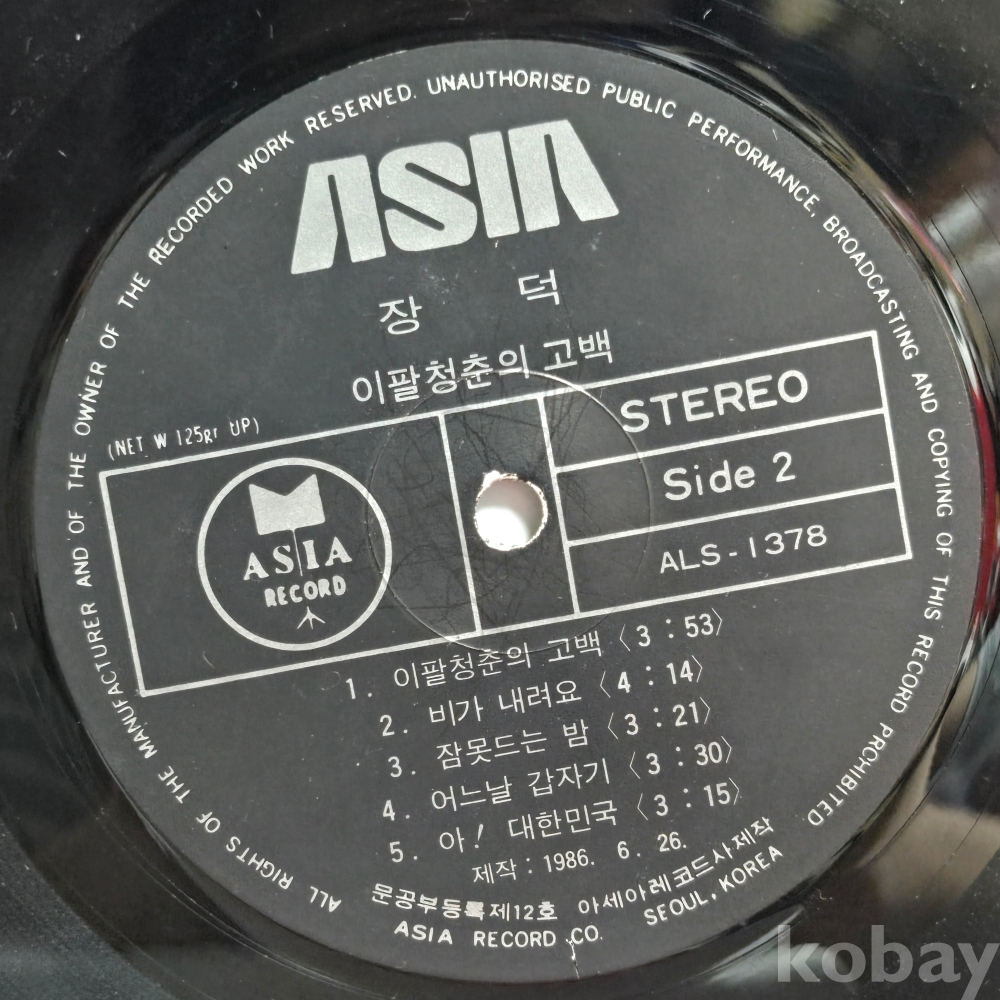 ALL RIGHTS OF THE MANUFACTURER AND OF THE OWNER OF THE RECORDED WORK RESERVED. UNAUTHORISED PUBLIC PERFORMANCE, BROADCASTING AND COPYING OF THIS RECORD PRCHIBITED
ASIA
장 덕
이팔청춘의 고백
(NET W 125gr UP)
ASIA
RECORD
STEREO
Side 2
ALS-1378
1. 이팔청춘의 고백〈3:53〉
2. 비가 내려요〈4:14〉
3. 잠못드는 밤〈3:21〉
4. 어느날 갑자기〈3:30〉
5. 아! 대한민국〈3:15〉
제작: 1986. 6. 26.
문공부등록제12호 아세아레코드사제작
ASIA RECORD CO. SEOUL, KOREA
kobay